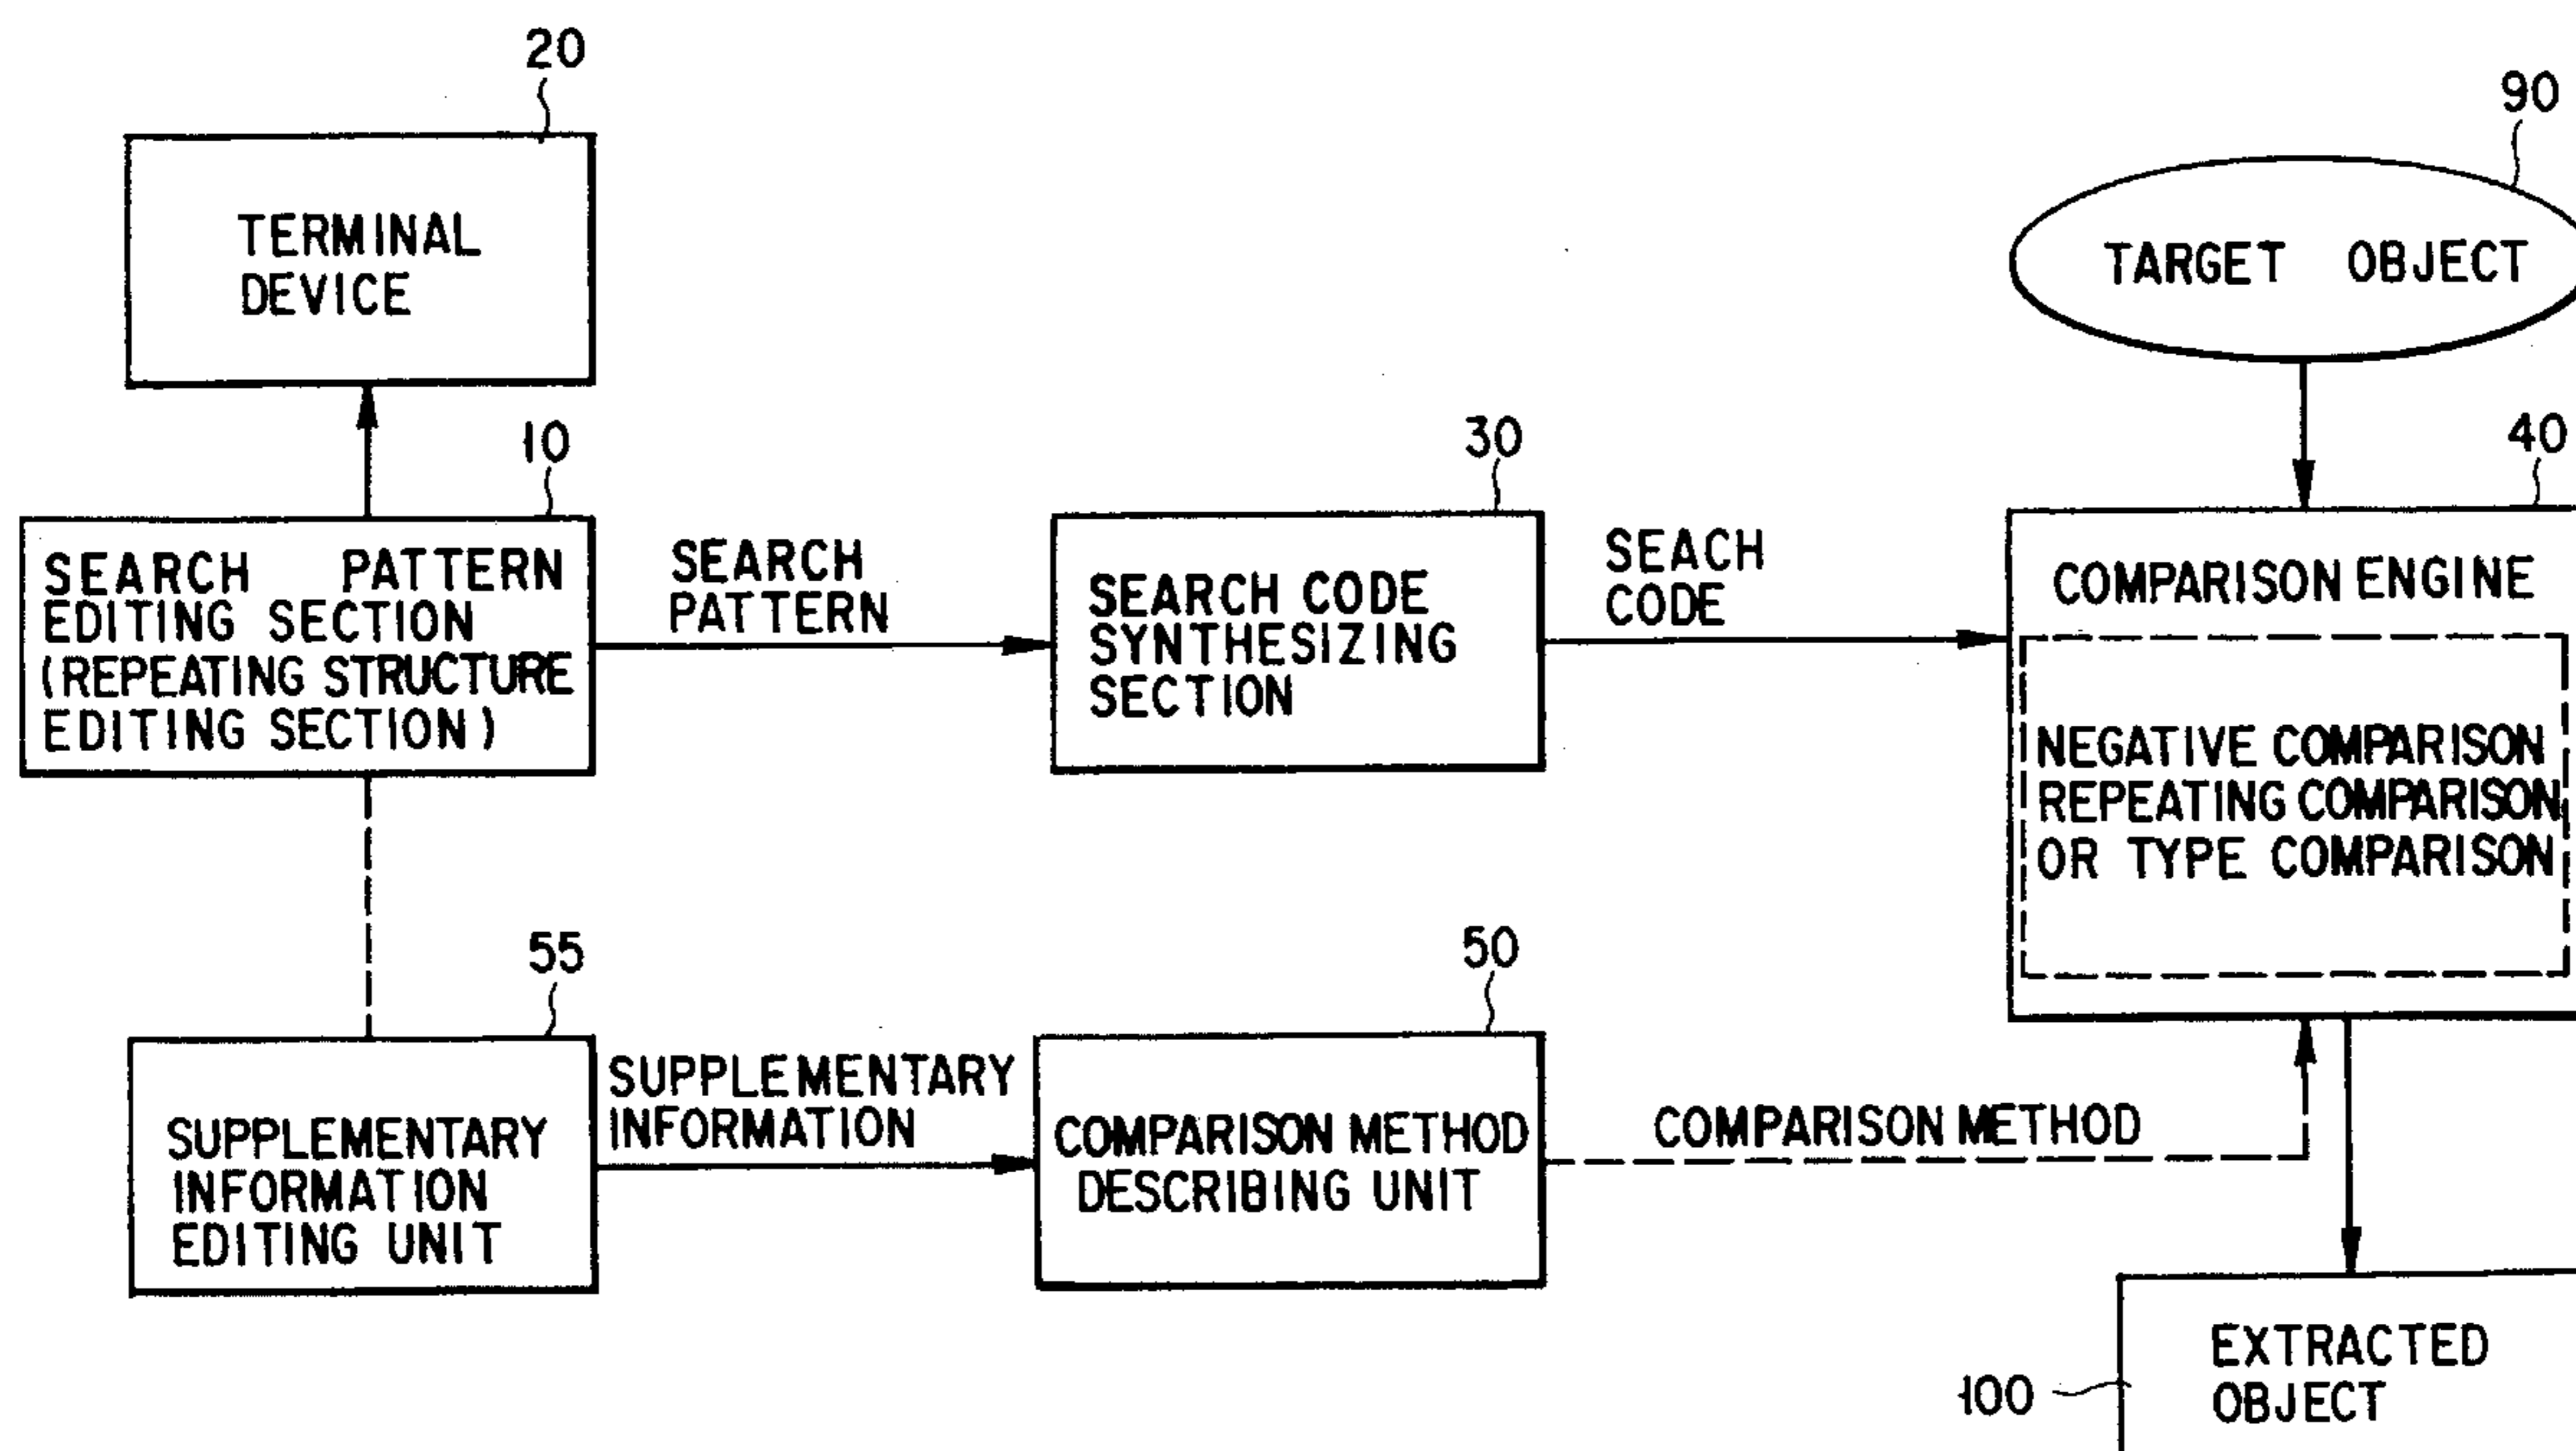 20
TERMINAL
DEVICE
90
TARGET OBJECT
10
SEARCH PATTERN
EDITING SECTION
(REPEATING STRUCTURE
EDITING SECTION)
SEARCH
PATTERN
30
SEARCH CODE
SYNTHESIZING
SECTION
SEACH
CODE
40
COMPARISON ENGINE
NEGATIVE COMPARISON
REPEATING COMPARISON
OR TYPE COMPARISON
55
SUPPLEMENTARY
INFORMATION
EDITING UNIT
SUPPLEMENTARY
INFORMATION
50
COMPARISON METHOD
DESCRIBING UNIT
COMPARISON METHOD
100
EXTRACTED
OBJECT